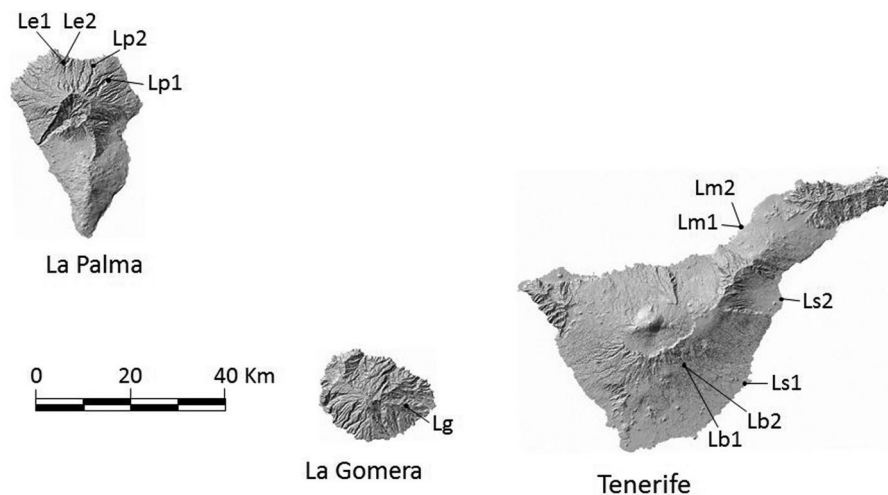 Le1 Le2 Lp2
Lp1
La Palma
Lm2
Lm1
Ls2
0 20 40 Km
Ls1
Lg
Lb2
Lb1
La Gomera
Tenerife